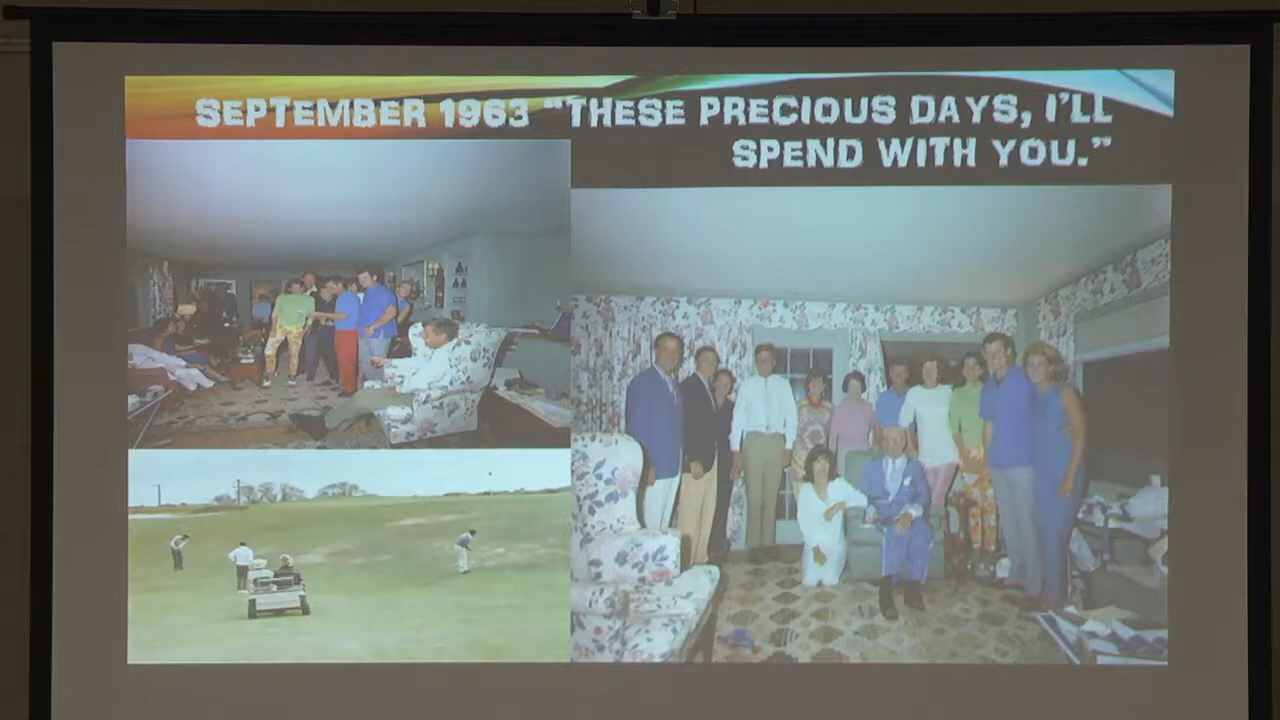 SEPTEMBER 1963 “THESE PRECIOUS DAYS, I’LL
SPEND WITH YOU.”